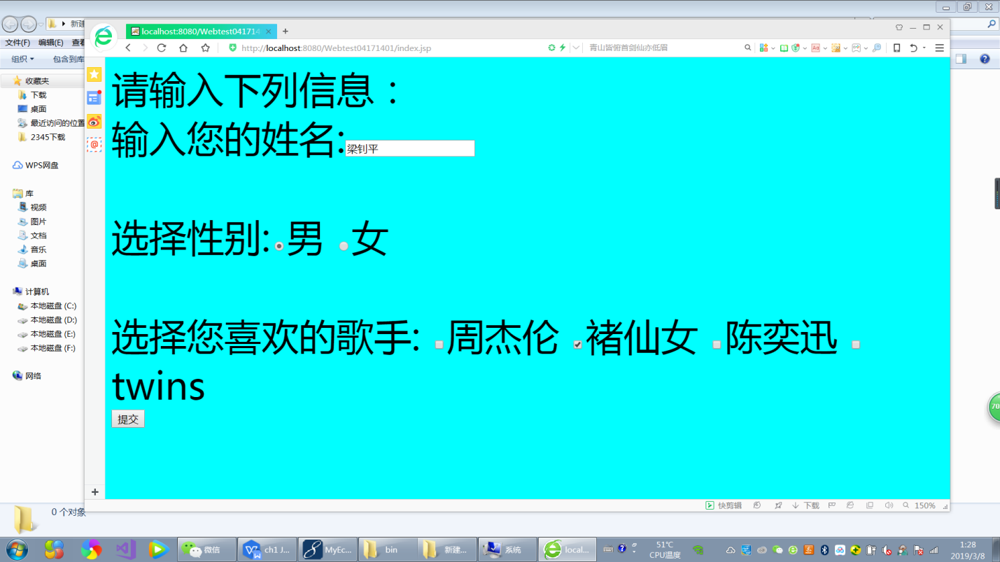 新建
文件(F) 编辑(E) 查看
组织 包含到库
localhost:8080/Webtest041714
http://localhost:8080/Webtest04171401/index.jsp
青山皆俯首剑仙亦低眉
收藏夹
下载
桌面
最近访问的位置
2345下载
WPS网盘
库
视频
图片
文档
音乐
桌面
计算机
本地磁盘 (C:)
本地磁盘 (D:)
本地磁盘 (E:)
本地磁盘 (F:)
网络
请输入下列信息：
输入您的姓名:梁钊平
选择性别: 男 女
选择您喜欢的歌手: 周杰伦 褚仙女 陈奕迅
twins
提交
快剪辑 下载 150%
0 个对象
70
微信 ch1 J... MyEc... bin 新建... 系统 local...
51℃
CPU温度
1:28
2019/3/8